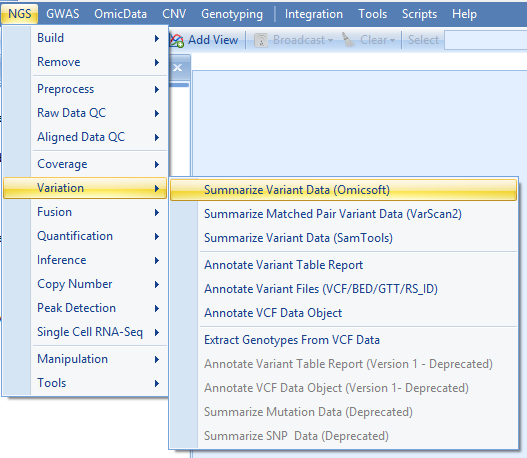 NGS GWAS OmicData CNV Genotyping Integration Tools Scripts Help
Add View Broadcast Clear Select
Build
Remove
Preprocess
Raw Data QC
Aligned Data QC
Coverage
Variation
Fusion
Quantification
Inference
Copy Number
Peak Detection
Single Cell RNA-Seq
Manipulation
Tools
Summarize Variant Data (Omicsoft)
Summarize Matched Pair Variant Data (VarScan2)
Summarize Variant Data (SamTools)
Annotate Variant Table Report
Annotate Variant Files (VCF/BED/GTT/RS_ID)
Annotate VCF Data Object
Extract Genotypes From VCF Data
Annotate Variant Table Report (Version 1 - Deprecated)
Annotate VCF Data Object (Version 1- Deprecated)
Summarize Mutation Data (Deprecated)
Summarize SNP  Data (Deprecated)